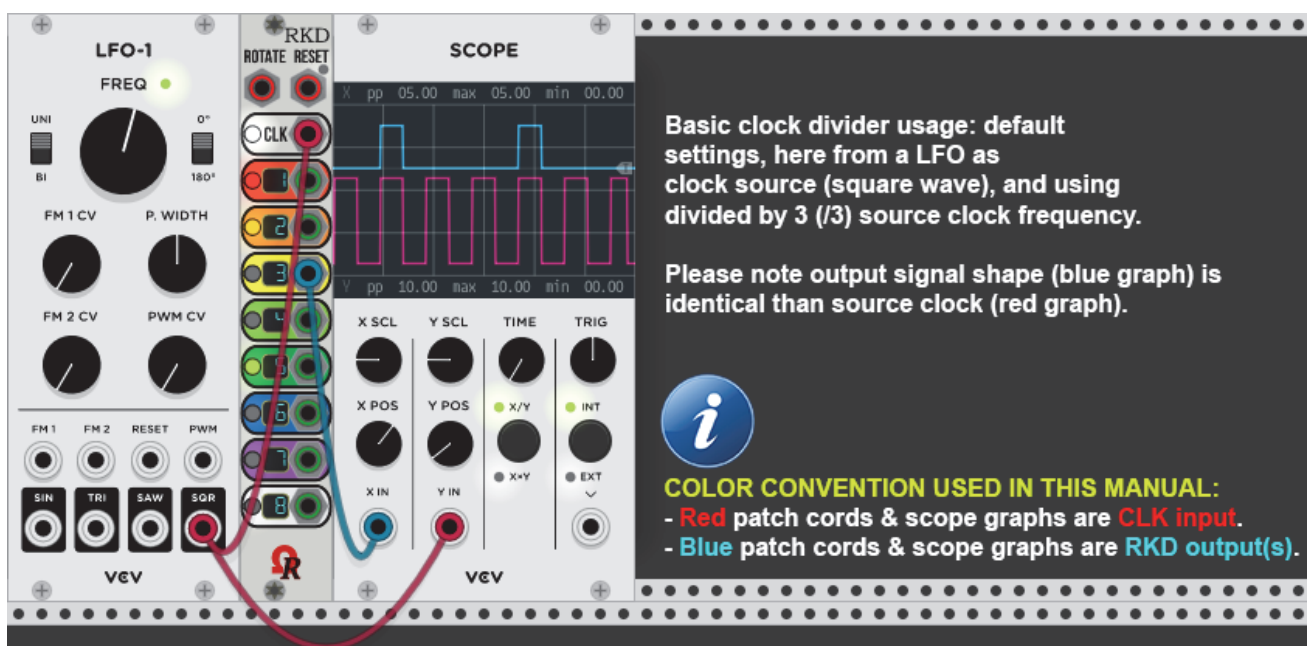 LFO-1
FREQ
UNI
0°
BI
180°
FM 1 CV P. WIDTH
FM 2 CV PWM CV
FM 1 FM 2 RESET PWM
SIN TRI SAW SQR
VCV
RKD
ROTATE RESET
CLK
1
2
3
4
5
6
7
8
ΩR
SCOPE
X pp 05.00 max 05.00 min 00.00
T
Y pp 10.00 max 10.00 min 00.00
X SCL Y SCL TIME TRIG
X POS Y POS X/Y INT
X×Y EXT
X IN Y IN
VCV
Basic clock divider usage: default
settings, here from a LFO as
clock source (square wave), and using
divided by 3 (/3) source clock frequency.
Please note output signal shape (blue graph) is
identical than source clock (red graph).
i
COLOR CONVENTION USED IN THIS MANUAL:
- Red patch cords & scope graphs are CLK input.
- Blue patch cords & scope graphs are RKD output(s).